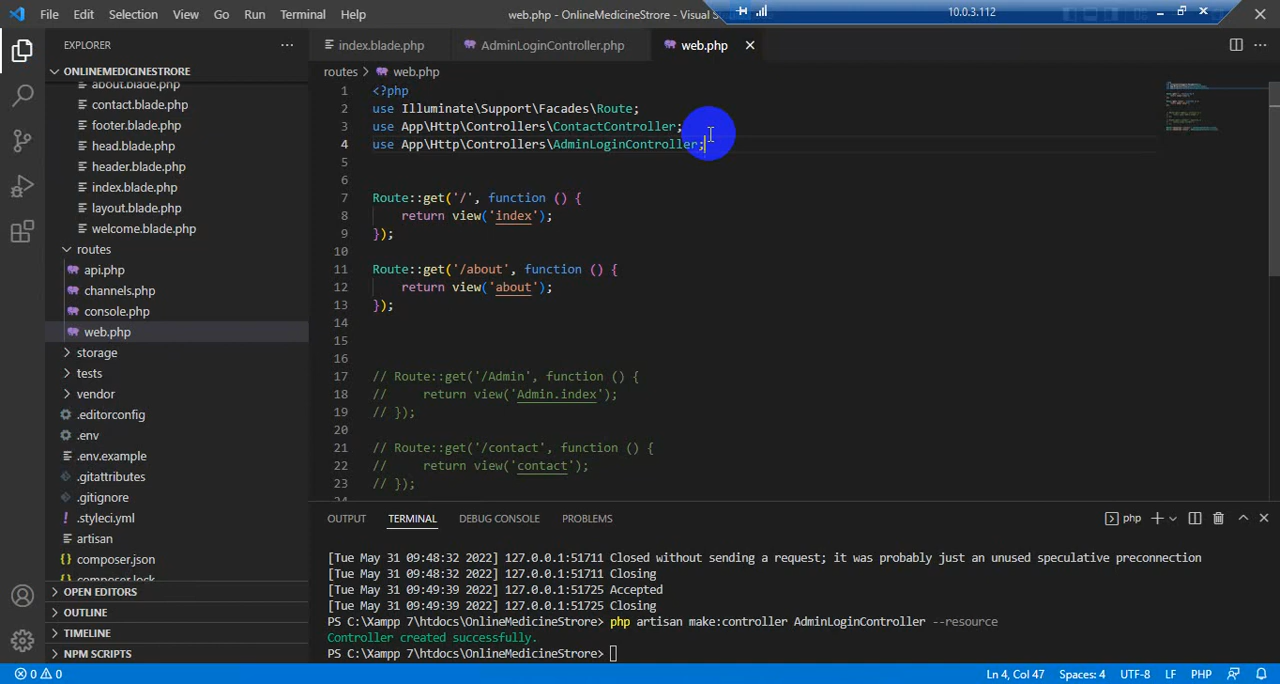 File Edit Selection View Go Run Terminal Help
web.php - OnlineMedicineStrore - Visual S
10.0.3.112
EXPLORER
ONLINEMEDICINESTRORE
about.blade.php
contact.blade.php
footer.blade.php
head.blade.php
header.blade.php
index.blade.php
layout.blade.php
welcome.blade.php
routes
api.php
channels.php
console.php
web.php
storage
tests
vendor
.editorconfig
.env
.env.example
.gitattributes
.gitignore
.styleci.yml
artisan
composer.json
composer.lock
OPEN EDITORS
OUTLINE
TIMELINE
NPM SCRIPTS
index.blade.php AdminLoginController.php web.php
routes > web.php
1 <?php
2 use Illuminate\Support\Facades\Route;
3 use App\Http\Controllers\ContactController;
4 use App\Http\Controllers\AdminLoginController;
5
6
7 Route::get('/', function () {
8 return view('index');
9 });
10
11 Route::get('/about', function () {
12 return view('about');
13 });
14
15
16
17 // Route::get('/Admin', function () {
18 // return view('Admin.index');
19 // });
20
21 // Route::get('/contact', function () {
22 // return view('contact');
23 // });
24
OUTPUT TERMINAL DEBUG CONSOLE PROBLEMS
php
[Tue May 31 09:48:32 2022] 127.0.0.1:51711 Closed without sending a request; it was probably just an unused speculative preconnection
[Tue May 31 09:48:32 2022] 127.0.0.1:51711 Closing
[Tue May 31 09:49:39 2022] 127.0.0.1:51725 Accepted
[Tue May 31 09:49:39 2022] 127.0.0.1:51725 Closing
PS C:\Xampp 7\htdocs\OnlineMedicineStrore> php artisan make:controller AdminLoginController --resource
Controller created successfully.
PS C:\Xampp 7\htdocs\OnlineMedicineStrore>
0 0 Ln 4, Col 47 Spaces: 4 UTF-8 LF PHP